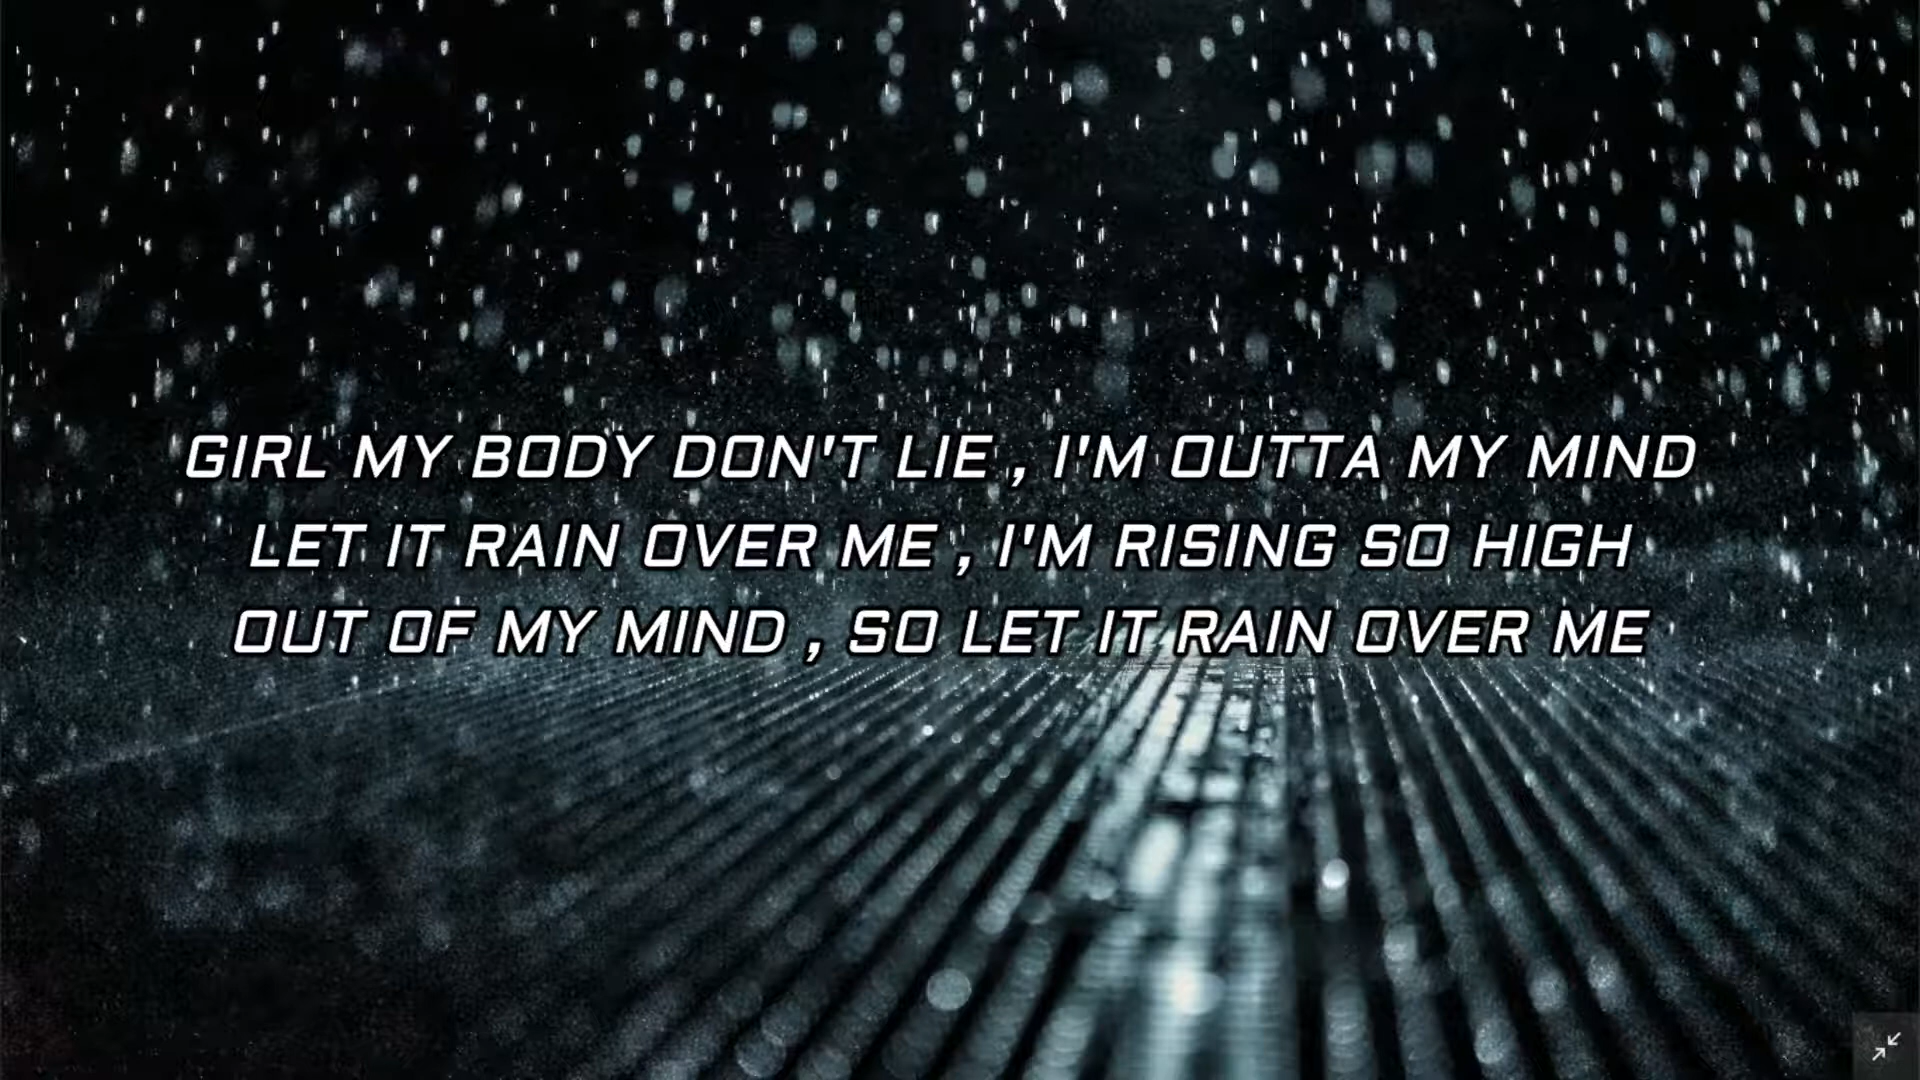 GIRL MY BODY DON'T LIE , I'M OUTTA MY MIND
LET IT RAIN OVER ME , I'M RISING SO HIGH
OUT OF MY MIND , SO LET IT RAIN OVER ME